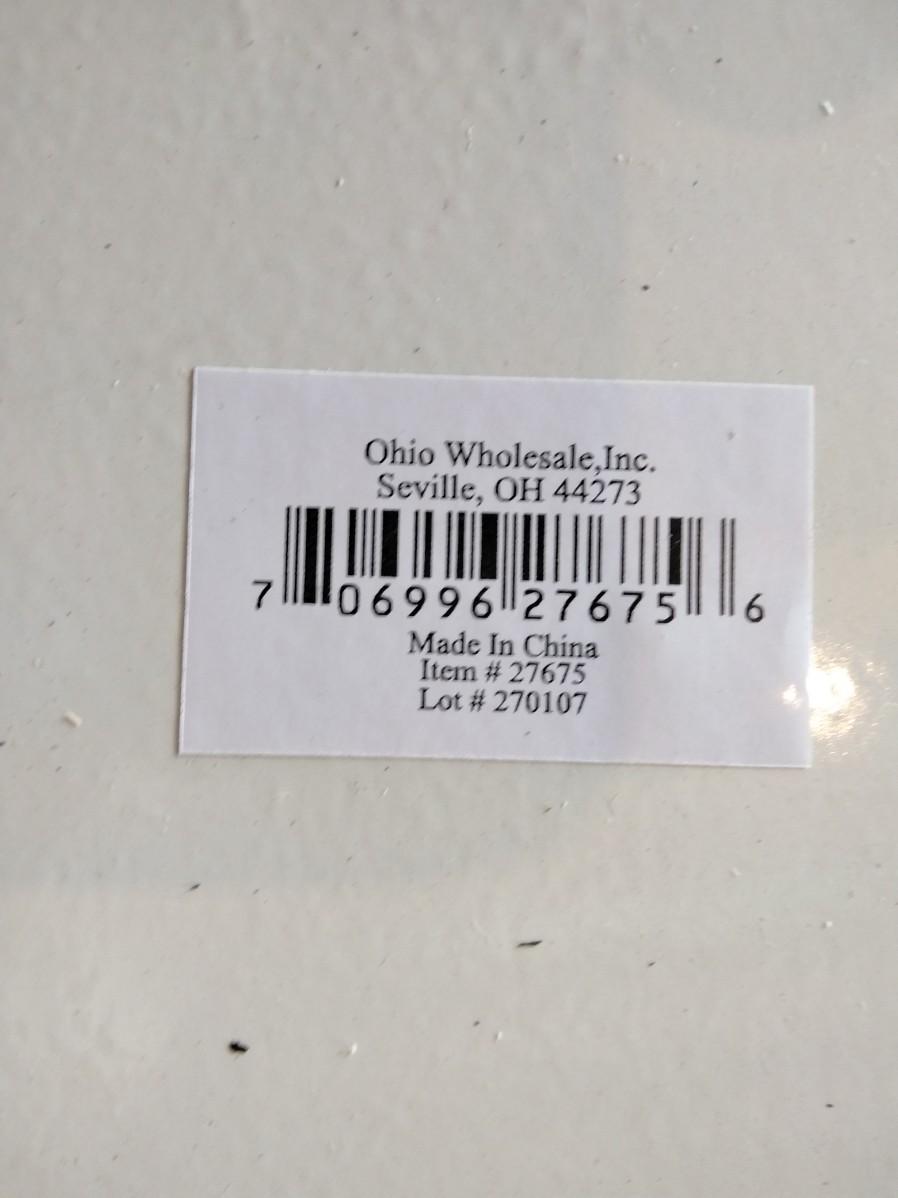 Ohio Wholesale,Inc.
Seville, OH 44273
7 06996 27675 6
Made In China
Item # 27675
Lot # 270107